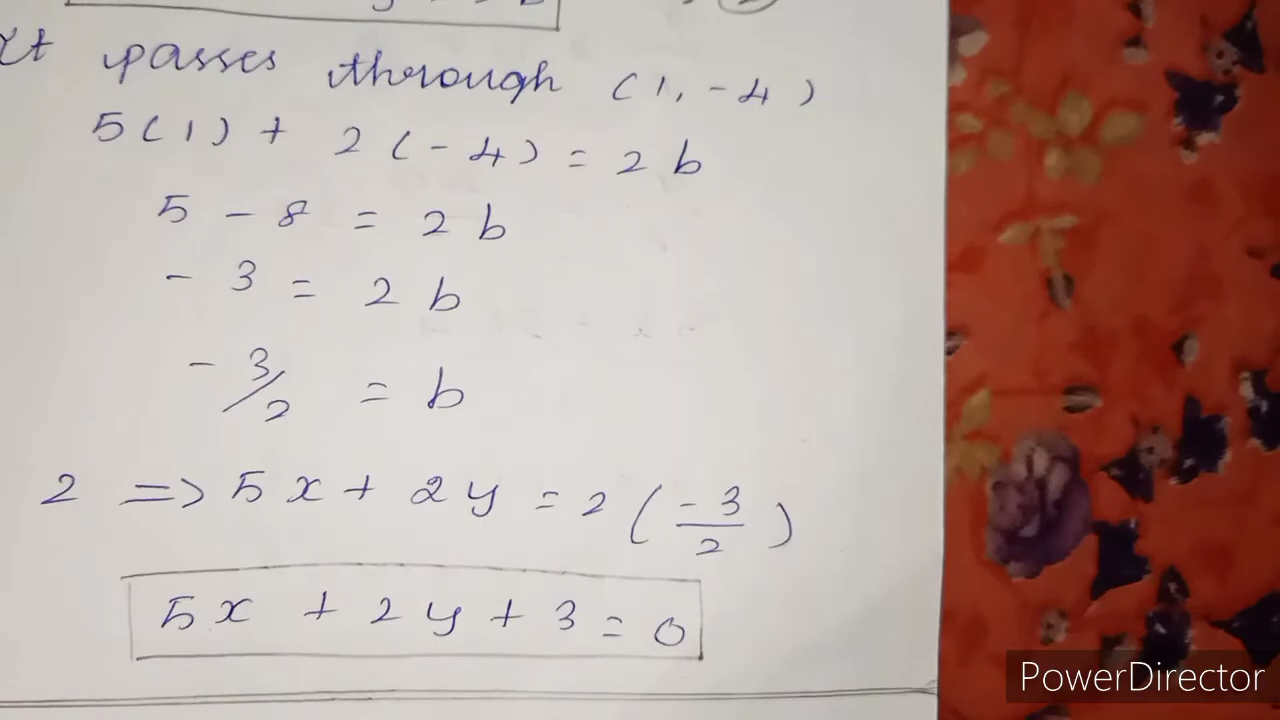 It passes through (1, -4)
5(1) + 2(-4) = 2b
5 - 8 = 2b
- 3 = 2b
- 3/2 = b
2 => 5x + 2y = 2(-3/2)
5x + 2y + 3 = 0
PowerDirector